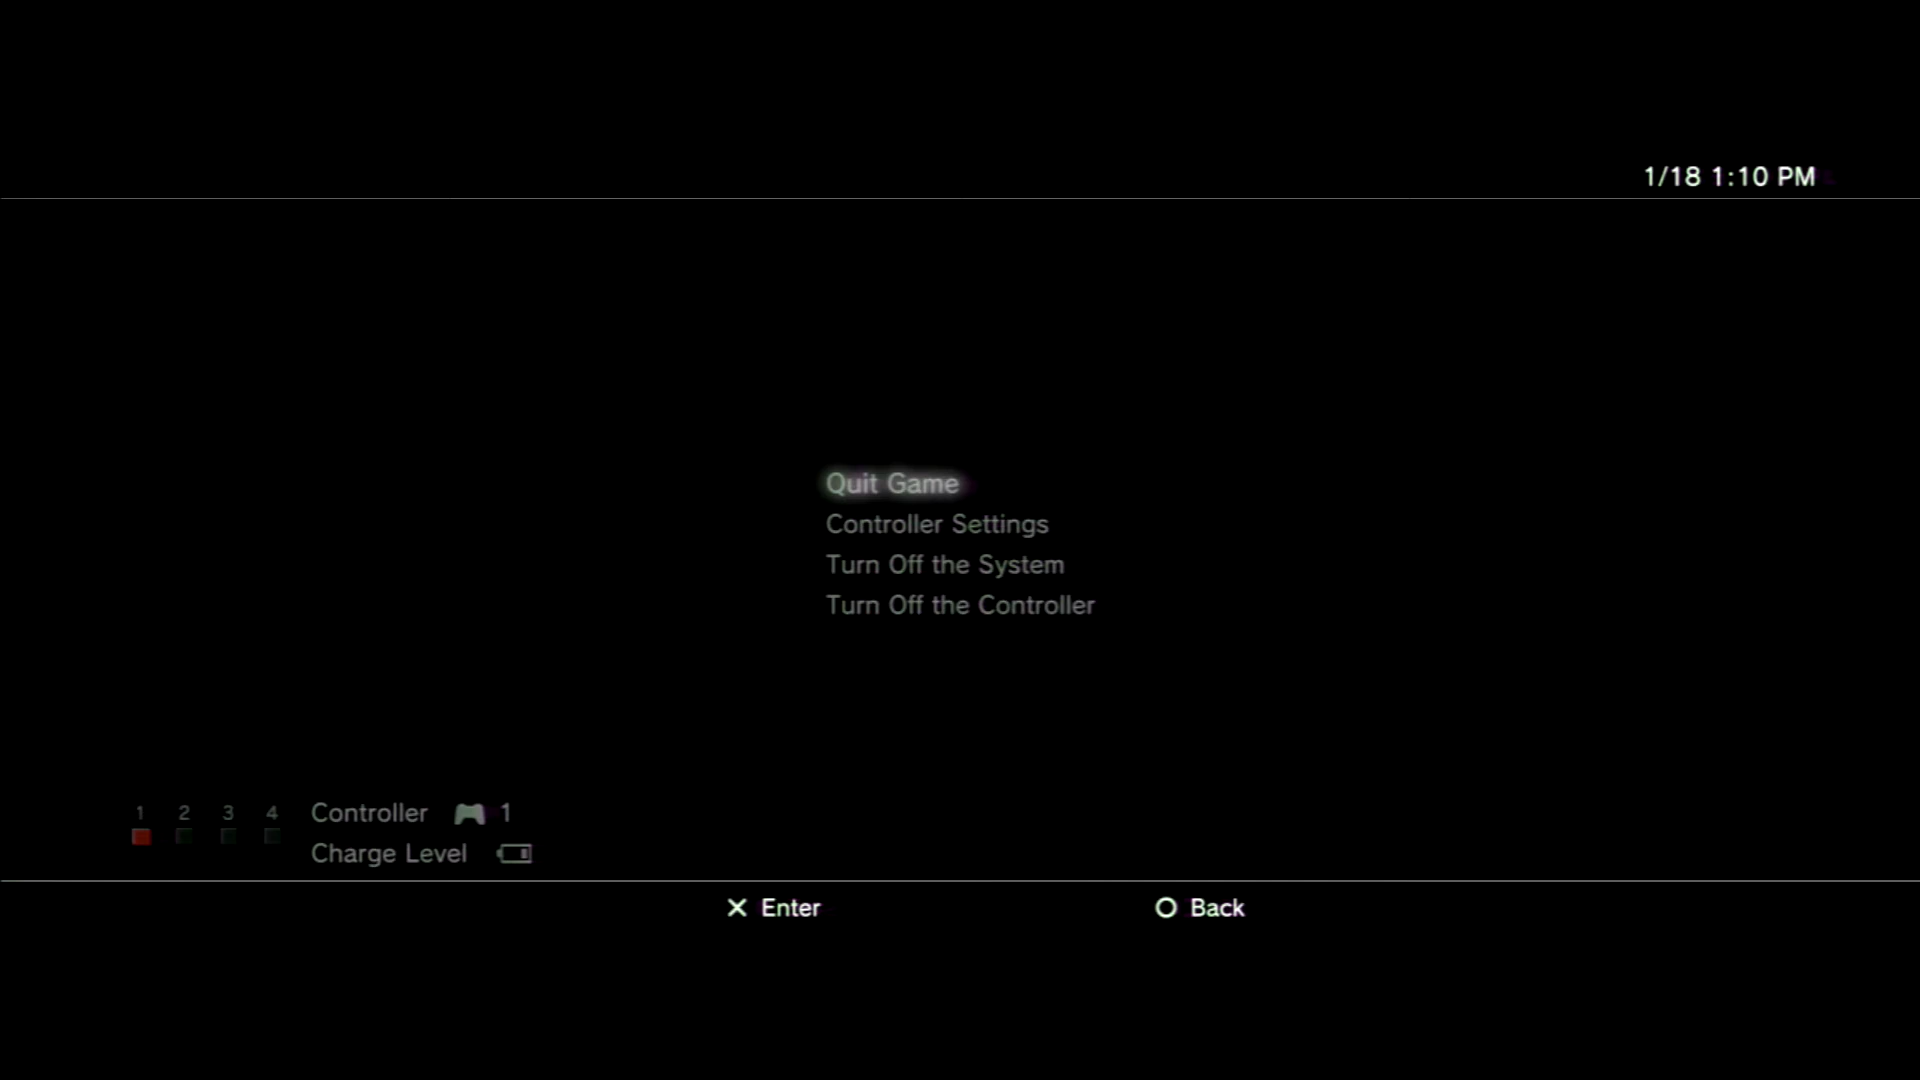 1/18 1:10 PM
Quit Game
Controller Settings
Turn Off the System
Turn Off the Controller
1 2 3 4 Controller 1
Charge Level
Enter Back